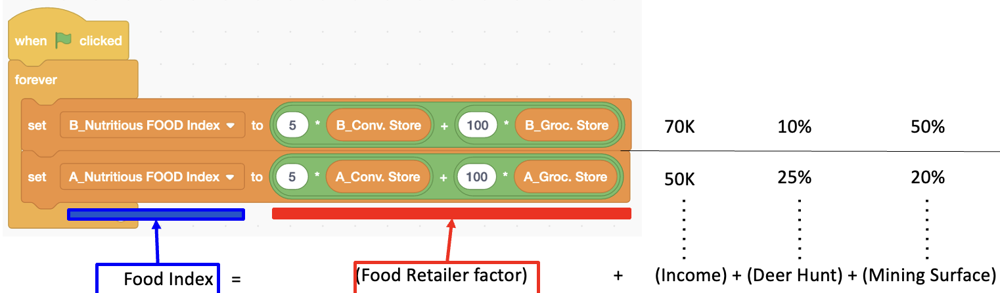 when clicked
forever
set B_Nutritious FOOD Index to 5 * B_Conv. Store + 100 * B_Groc. Store 70K 10% 50%
set A_Nutritious FOOD Index to 5 * A_Conv. Store + 100 * A_Groc. Store 50K 25% 20%
Food Index = (Food Retailer factor) + (Income) + (Deer Hunt) + (Mining Surface)